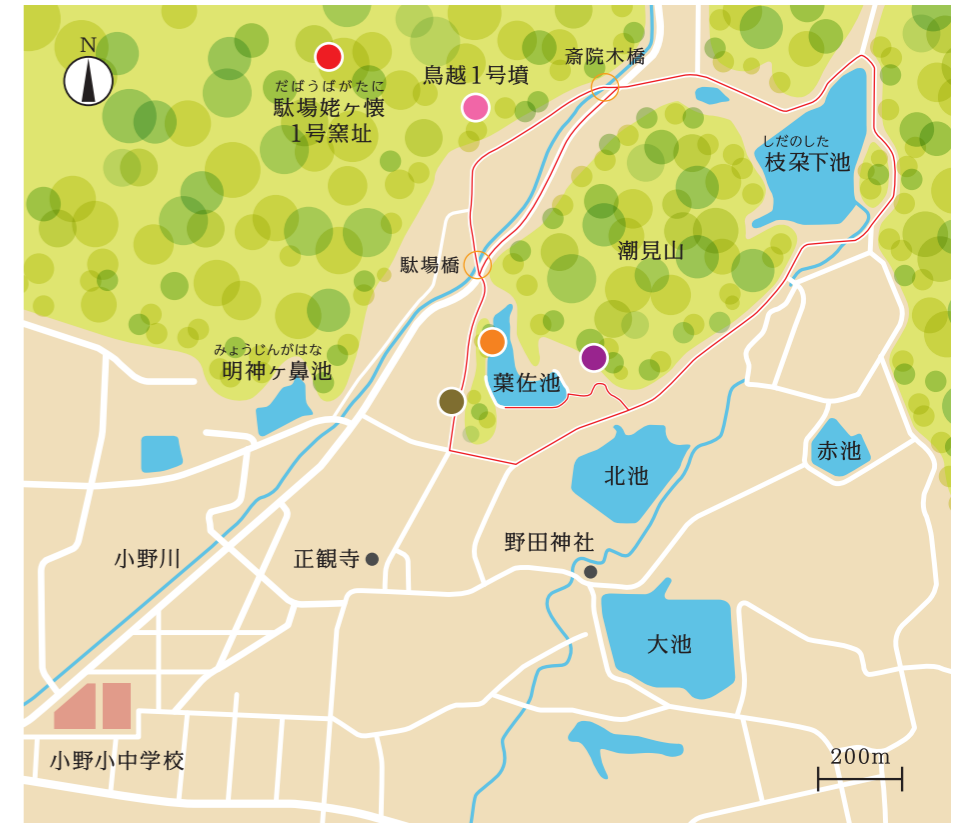 N
斎院木橋
鳥越1号墳
だばうばがたに
駄場姥ヶ懐
1号窯址
しだのした
枝朶下池
潮見山
駄場橋
みょうじんがはな
明神ヶ鼻池
葉佐池
赤池
北池
野田神社
小野川
正観寺
大池
小野小中学校
200m